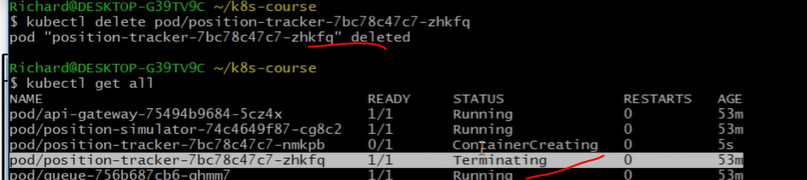 Richard@DESKTOP-G39TV9C ~/k8s-course
$ kubectl delete pod/position-tracker-7bc78c47c7-zhkfq
pod "position-tracker-7bc78c47c7-zhkfq" deleted
Richard@DESKTOP-G39TV9C ~/k8s-course
$ kubectl get all
NAME READY STATUS RESTARTS AGE
pod/api-gateway-75494b9684-5cz4x 1/1 Running 0 53m
pod/position-simulator-74c4649f87-cg8c2 1/1 Running 0 53m
pod/position-tracker-7bc78c47c7-nmkpb 0/1 ContainerCreating 0 5s
pod/position-tracker-7bc78c47c7-zhkfq 1/1 Terminating 0 53m
pod/queue-756b687cb6-ghmm7 1/1 Running 0 53m